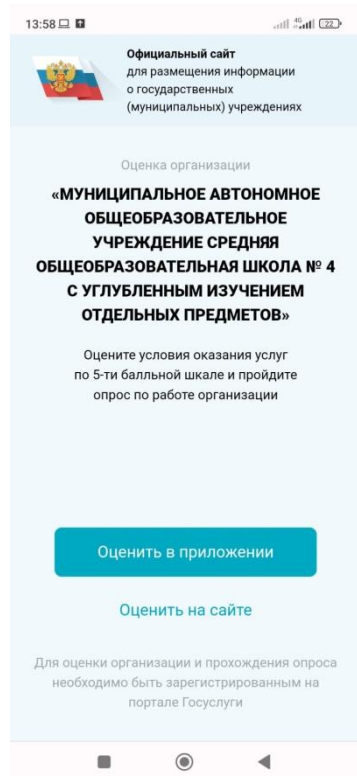 13:58
4G
22
Официальный сайт
для размещения информации
о государственных
(муниципальных) учреждениях
Оценка организации
«МУНИЦИПАЛЬНОЕ АВТОНОМНОЕ
ОБЩЕОБРАЗОВАТЕЛЬНОЕ
УЧРЕЖДЕНИЕ СРЕДНЯЯ
ОБЩЕОБРАЗОВАТЕЛЬНАЯ ШКОЛА № 4
С УГЛУБЛЕННЫМ ИЗУЧЕНИЕМ
ОТДЕЛЬНЫХ ПРЕДМЕТОВ»
Оцените условия оказания услуг
по 5-ти балльной шкале и пройдите
опрос по работе организации
Оценить в приложении
Оценить на сайте
Для оценки организации и прохождения опроса
необходимо быть зарегистрированным на
портале Госуслуги